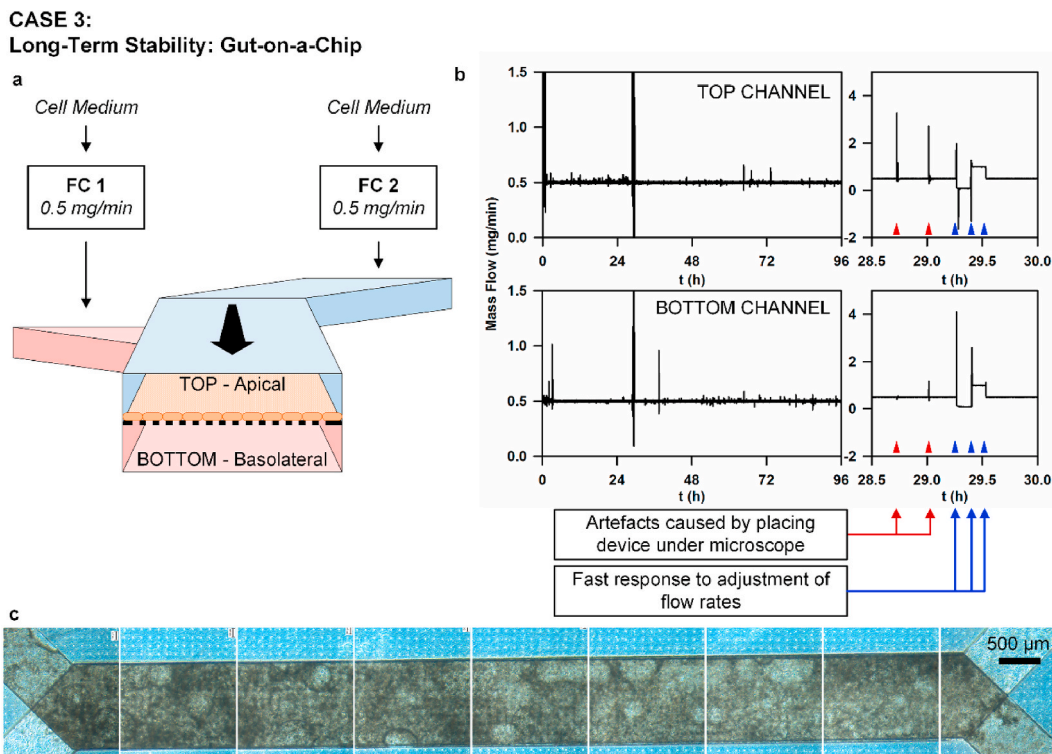 CASE 3:
Long-Term Stability: Gut-on-a-Chip
a
Cell Medium
Cell Medium
FC 1
0.5 mg/min
FC 2
0.5 mg/min
TOP - Apical
BOTTOM - Basolateral
b
Mass Flow (mg/min)
1.5
1.0
0.5
0.0
TOP CHANNEL
0 24 48 72 96
t (h)
4
2
0
-2
28.5 29.0 29.5 30.0
t (h)
1.5
1.0
0.5
0.0
BOTTOM CHANNEL
0 24 48 72 96
t (h)
4
2
0
-2
28.5 29.0 29.5 30.0
t (h)
Artefacts caused by placing
device under microscope
Fast response to adjustment of
flow rates
c
500 µm